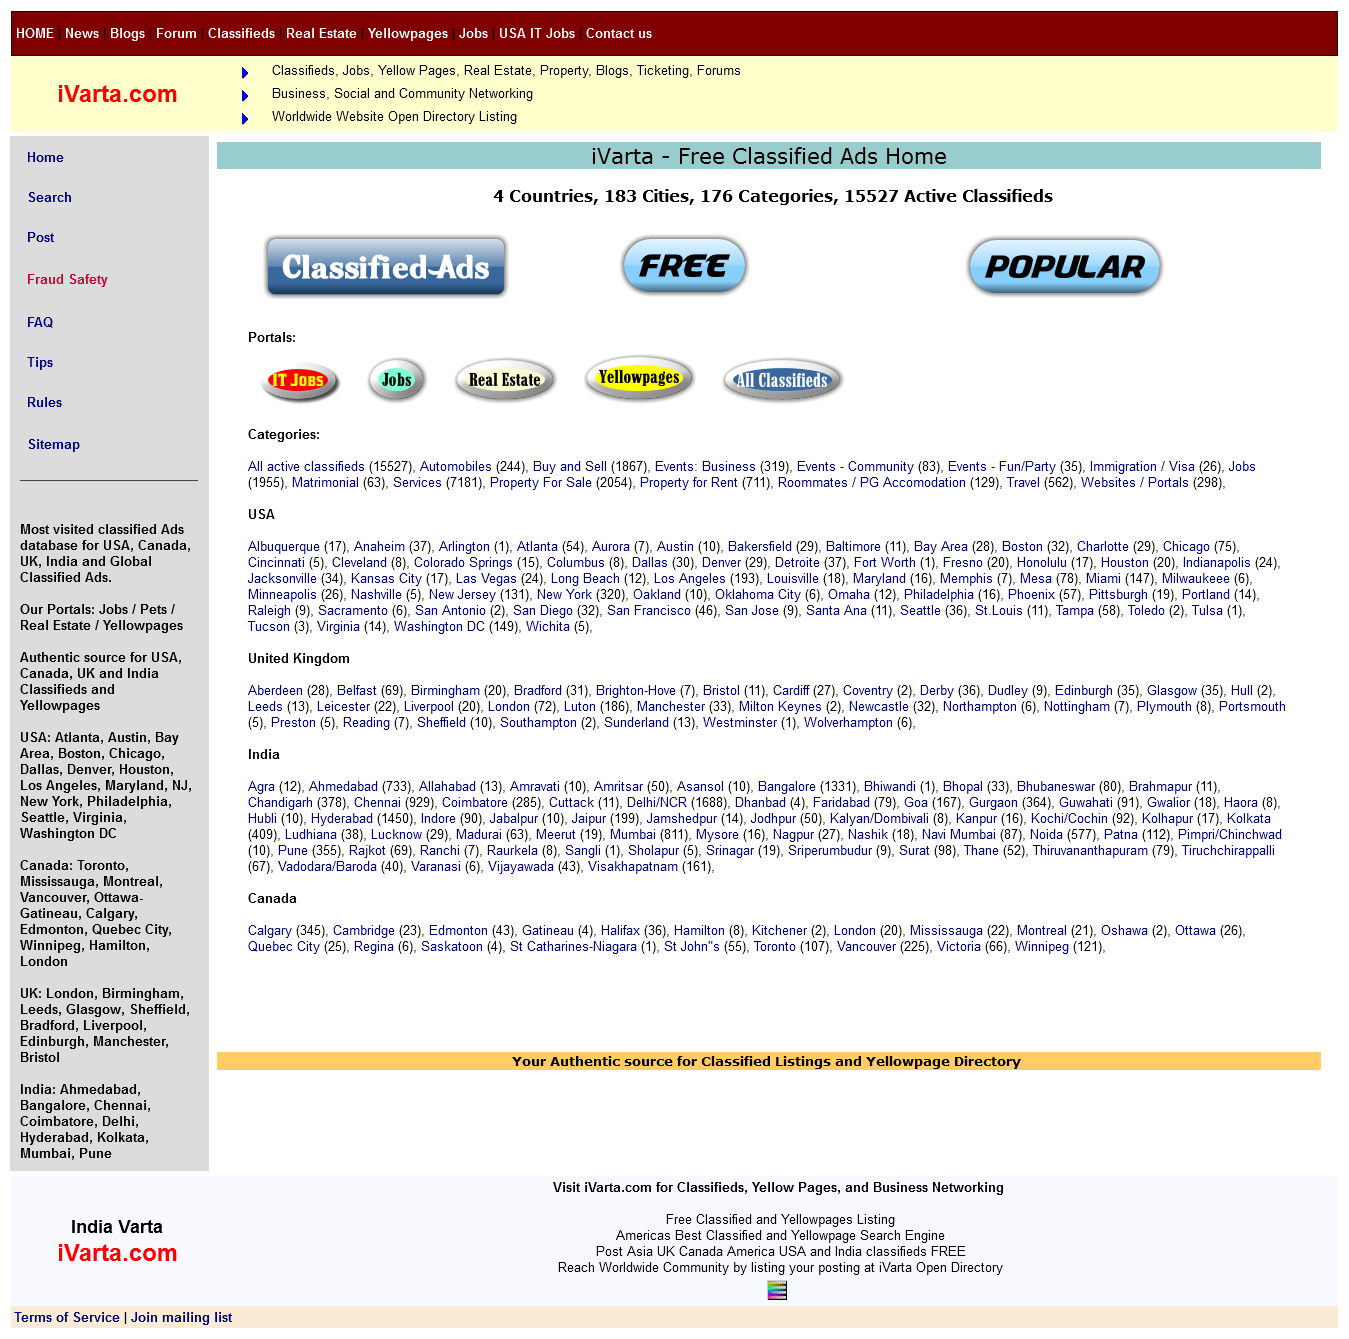 HOME | News | Blogs | Forum | Classifieds | Real Estate | Yellowpages | Jobs | USA IT Jobs | Contact us
iVarta.com
Classifieds, Jobs, Yellow Pages, Real Estate, Property, Blogs, Ticketing, Forums
Business, Social and Community Networking
Worldwide Website Open Directory Listing
Home
Search
Post
Fraud Safety
FAQ
Tips
Rules
Sitemap
Most visited classified Ads
database for USA, Canada,
UK, India and Global
Classified Ads.
Our Portals: Jobs / Pets /
Real Estate / Yellowpages
Authentic source for USA,
Canada, UK and India
Classifieds and
Yellowpages
USA: Atlanta, Austin, Bay
Area, Boston, Chicago,
Dallas, Denver, Houston,
Los Angeles, Maryland, NJ,
New York, Philadelphia,
Seattle, Virginia,
Washington DC
Canada: Toronto,
Mississauga, Montreal,
Vancouver, Ottawa-
Gatineau, Calgary,
Edmonton, Quebec City,
Winnipeg, Hamilton,
London
UK: London, Birmingham,
Leeds, Glasgow, Sheffield,
Bradford, Liverpool,
Edinburgh, Manchester,
Bristol
India: Ahmedabad,
Bangalore, Chennai,
Coimbatore, Delhi,
Hyderabad, Kolkata,
Mumbai, Pune
iVarta - Free Classified Ads Home
4 Countries, 183 Cities, 176 Categories, 15527 Active Classifieds
Classified-Ads FREE POPULAR
Portals:
IT JOBS Jobs Real Estate Yellowpages All Classifieds
Categories:
All active classifieds (15527), Automobiles (244), Buy and Sell (1867), Events: Business (319), Events - Community (83), Events - Fun/Party (35), Immigration / Visa (26), Jobs
(1955), Matrimonial (63), Services (7181), Property For Sale (2054), Property for Rent (711), Roommates / PG Accomodation (129), Travel (562), Websites / Portals (298),
USA
Albuquerque (17), Anaheim (37), Arlington (1), Atlanta (54), Aurora (7), Austin (10), Bakersfield (29), Baltimore (11), Bay Area (28), Boston (32), Charlotte (29), Chicago (75),
Cincinnati (5), Cleveland (8), Colorado Springs (15), Columbus (8), Dallas (30), Denver (29), Detroite (37), Fort Worth (1), Fresno (20), Honolulu (17), Houston (20), Indianapolis (24),
Jacksonville (34), Kansas City (17), Las Vegas (24), Long Beach (12), Los Angeles (193), Louisville (18), Maryland (16), Memphis (7), Mesa (78), Miami (147), Milwaukeee (6),
Minneapolis (26), Nashville (5), New Jersey (131), New York (320), Oakland (10), Oklahoma City (6), Omaha (12), Philadelphia (16), Phoenix (57), Pittsburgh (19), Portland (14),
Raleigh (9), Sacramento (6), San Antonio (2), San Diego (32), San Francisco (46), San Jose (9), Santa Ana (11), Seattle (36), St.Louis (11), Tampa (58), Toledo (2), Tulsa (1),
Tucson (3), Virginia (14), Washington DC (149), Wichita (5),
United Kingdom
Aberdeen (28), Belfast (69), Birmingham (20), Bradford (31), Brighton-Hove (7), Bristol (11), Cardiff (27), Coventry (2), Derby (36), Dudley (9), Edinburgh (35), Glasgow (35), Hull (2),
Leeds (13), Leicester (22), Liverpool (20), London (72), Luton (186), Manchester (33), Milton Keynes (2), Newcastle (32), Northampton (6), Nottingham (7), Plymouth (8), Portsmouth
(5), Preston (5), Reading (7), Sheffield (10), Southampton (2), Sunderland (13), Westminster (1), Wolverhampton (6),
India
Agra (12), Ahmedabad (733), Allahabad (13), Amravati (10), Amritsar (50), Asansol (10), Bangalore (1331), Bhiwandi (1), Bhopal (33), Bhubaneswar (80), Brahmapur (11),
Chandigarh (378), Chennai (929), Coimbatore (285), Cuttack (11), Delhi/NCR (1688), Dhanbad (4), Faridabad (79), Goa (167), Gurgaon (364), Guwahati (91), Gwalior (18), Haora (8),
Hubli (10), Hyderabad (1450), Indore (90), Jabalpur (10), Jaipur (199), Jamshedpur (14), Jodhpur (50), Kalyan/Dombivali (8), Kanpur (16), Kochi/Cochin (92), Kolhapur (17), Kolkata
(409), Ludhiana (38), Lucknow (29), Madurai (63), Meerut (19), Mumbai (811), Mysore (16), Nagpur (27), Nashik (18), Navi Mumbai (87), Noida (577), Patna (112), Pimpri/Chinchwad
(10), Pune (355), Rajkot (69), Ranchi (7), Raurkela (8), Sangli (1), Sholapur (5), Srinagar (19), Sriperumbudur (9), Surat (98), Thane (52), Thiruvananthapuram (79), Tiruchchirappalli
(67), Vadodara/Baroda (40), Varanasi (6), Vijayawada (43), Visakhapatnam (161),
Canada
Calgary (345), Cambridge (23), Edmonton (43), Gatineau (4), Halifax (36), Hamilton (8), Kitchener (2), London (20), Mississauga (22), Montreal (21), Oshawa (2), Ottawa (26),
Quebec City (25), Regina (6), Saskatoon (4), St Catharines-Niagara (1), St John"s (55), Toronto (107), Vancouver (225), Victoria (66), Winnipeg (121),
Your Authentic source for Classified Listings and Yellowpage Directory
India Varta
iVarta.com
Visit iVarta.com for Classifieds, Yellow Pages, and Business Networking
Free Classified and Yellowpages Listing
Americas Best Classified and Yellowpage Search Engine
Post Asia UK Canada America USA and India classifieds FREE
Reach Worldwide Community by listing your posting at iVarta Open Directory
Terms of Service | Join mailing list